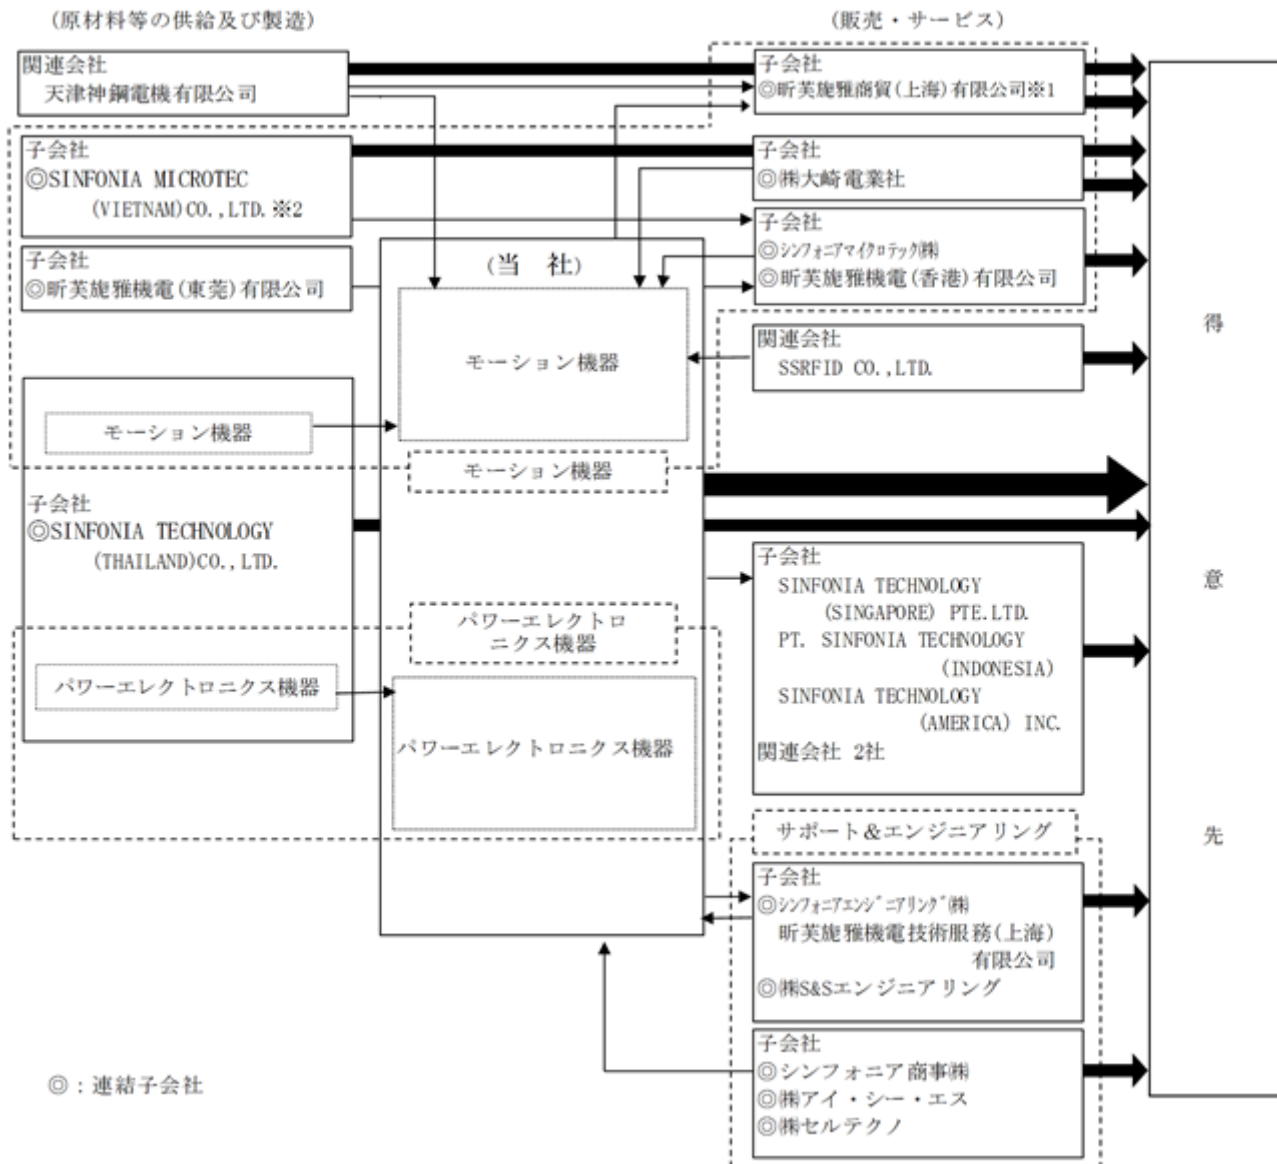 (原材料等の供給及び製造)
(販売・サービス)
関連会社
天津神鋼電機有限公司
子会社
◎SINFONIA MICROTEC
(VIETNAM)CO.,LTD.※2
子会社
◎昕芙旎雅機電(東莞)有限公司
モーション機器
子会社
◎SINFONIA TECHNOLOGY
(THAILAND)CO.,LTD.
パワーエレクトロニクス機器
(当 社)
モーション機器
モーション機器
パワーエレクトロ
ニクス機器
パワーエレクトロニクス機器
子会社
◎昕芙旎雅商貿(上海)有限公司※1
子会社
◎㈱大崎電業社
子会社
◎シンフォニアマイクロテック㈱
◎昕芙旎雅機電(香港)有限公司
関連会社
SSRFID CO.,LTD.
子会社
SINFONIA TECHNOLOGY
(SINGAPORE) PTE.LTD.
PT. SINFONIA TECHNOLOGY
(INDONESIA)
SINFONIA TECHNOLOGY
(AMERICA) INC.
関連会社 2社
サポート&エンジニアリング
子会社
◎シンフォニアエンジニアリング㈱
昕芙旎雅機電技術服務(上海)
有限公司
◎㈱S&Sエンジニアリング
子会社
◎シンフォニア商事㈱
◎㈱アイ・シー・エス
◎㈱セルテクノ
得
意
先
◎:連結子会社